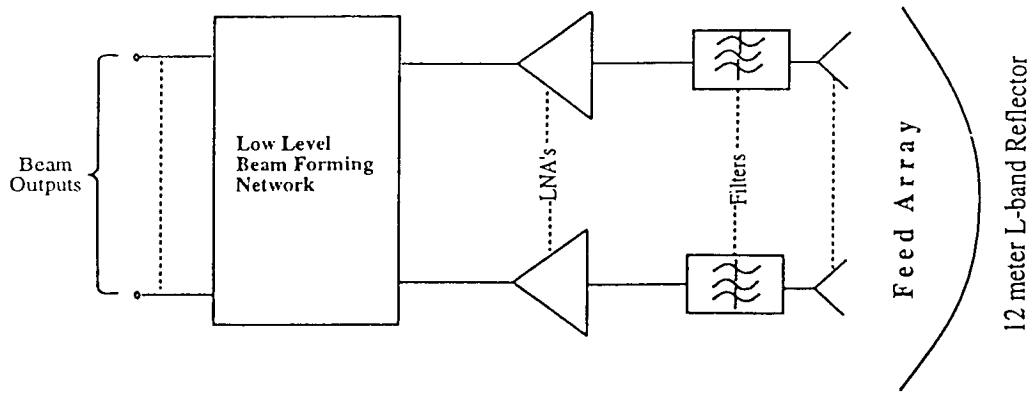 Beam
Outputs
Low Level
Beam Forming
Network
LNA's
Filters
Feed Array
12 meter L-band Reflector